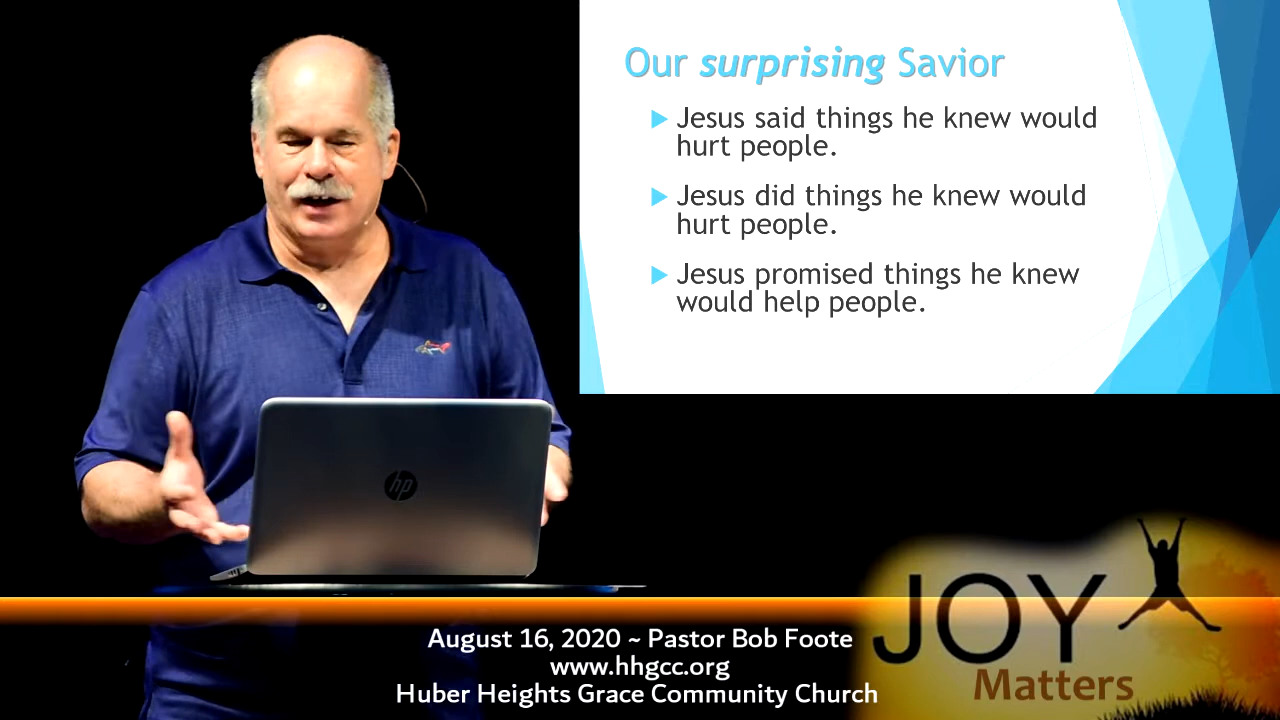 Our surprising Savior
Jesus said things he knew would
hurt people.
Jesus did things he knew would
hurt people.
Jesus promised things he knew
would help people.
hp
JOY
Matters
August 16, 2020 ~ Pastor Bob Foote
www.hhgcc.org
Huber Heights Grace Community Church